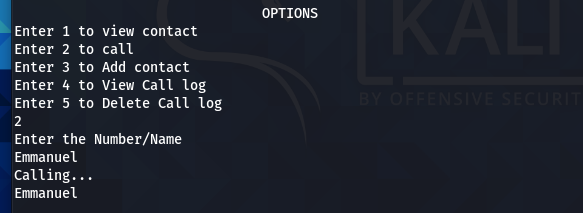 OPTIONS
Enter 1 to view contact
Enter 2 to call
Enter 3 to Add contact
Enter 4 to View Call log
Enter 5 to Delete Call log
2
Enter the Number/Name
Emmanuel
Calling...
Emmanuel
KALI
BY OFFENSIVE SECURIT